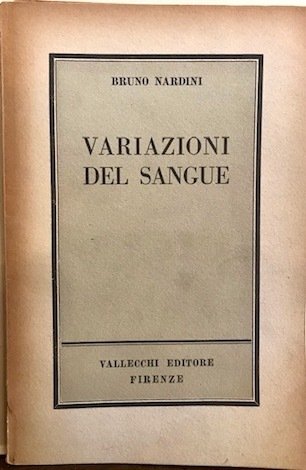 BRUNO NARDINI
VARIAZIONI
DEL SANGUE
VALLECCHI EDITORE
FIRENZE